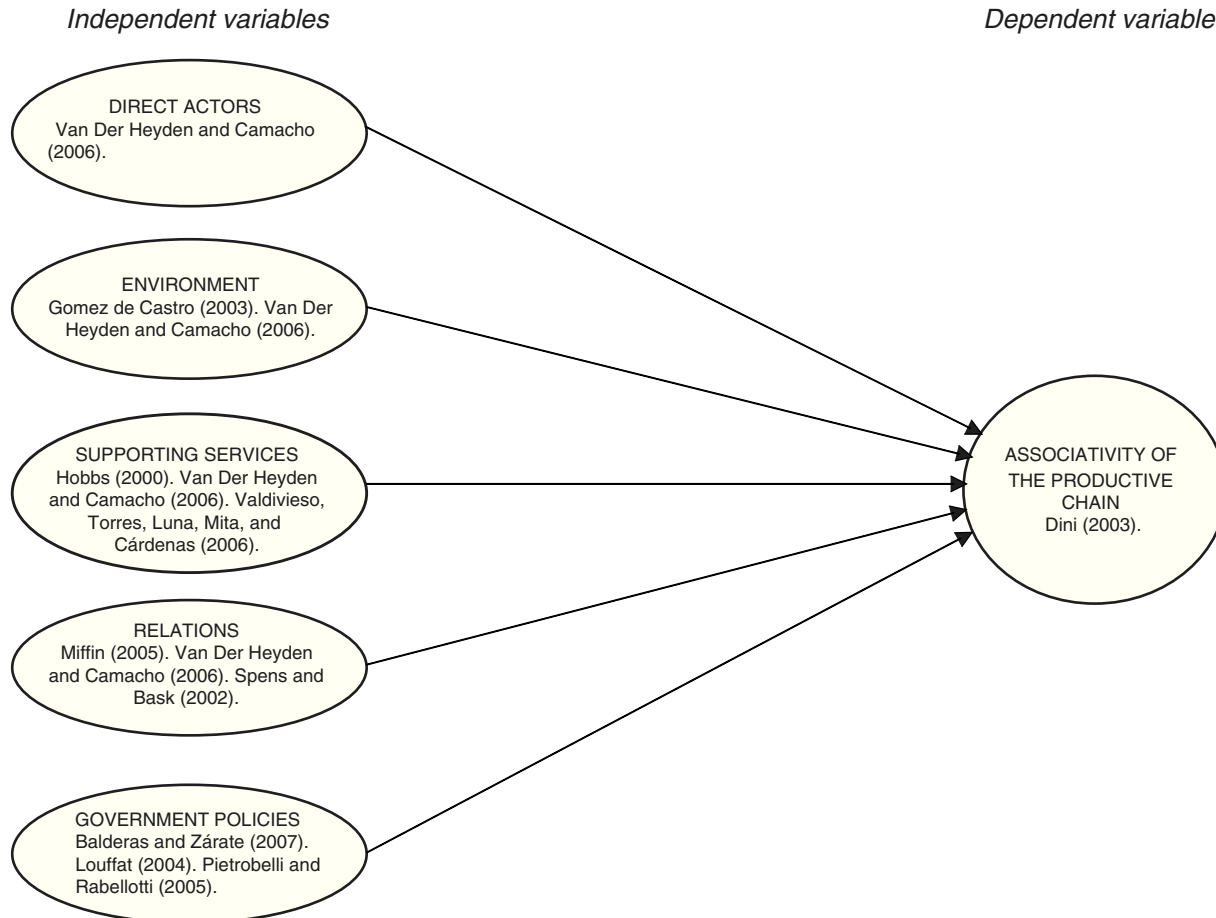 Independent variables
Dependent variable
DIRECT ACTORS
Van Der Heyden and Camacho
(2006).
ENVIRONMENT
Gomez de Castro (2003). Van Der
Heyden and Camacho (2006).
SUPPORTING SERVICES
Hobbs (2000). Van Der Heyden
and Camacho (2006). Valdivieso,
Torres, Luna, Mita, and
Cárdenas (2006).
RELATIONS
Miffin (2005). Van Der Heyden
and Camacho (2006). Spens and
Bask (2002).
GOVERNMENT POLICIES
Balderas and Zárate (2007).
Louffat (2004). Pietrobelli and
Rabellotti (2005).
ASSOCIATIVITY OF
THE PRODUCTIVE
CHAIN
Dini (2003).